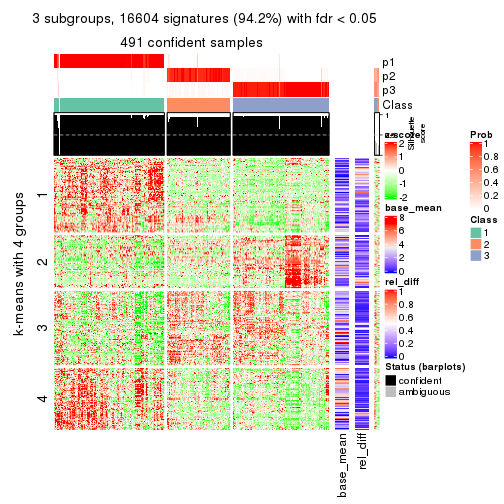 3 subgroups, 16604 signatures (94.2%) with fdr < 0.05
491 confident samples
p1
p2
p3
Class
1
Silhouette
score
z-score
2
1
0
-1
-2
Prob
1
0.8
0.6
0.4
0.2
0
base_mean
8
6
4
2
0
Class
1
2
3
rel_diff
1
0.8
0.6
0.4
0.2
0
Status (barplots)
confident
ambiguous
k-means with 4 groups
1
2
3
4
base_mean
rel_diff